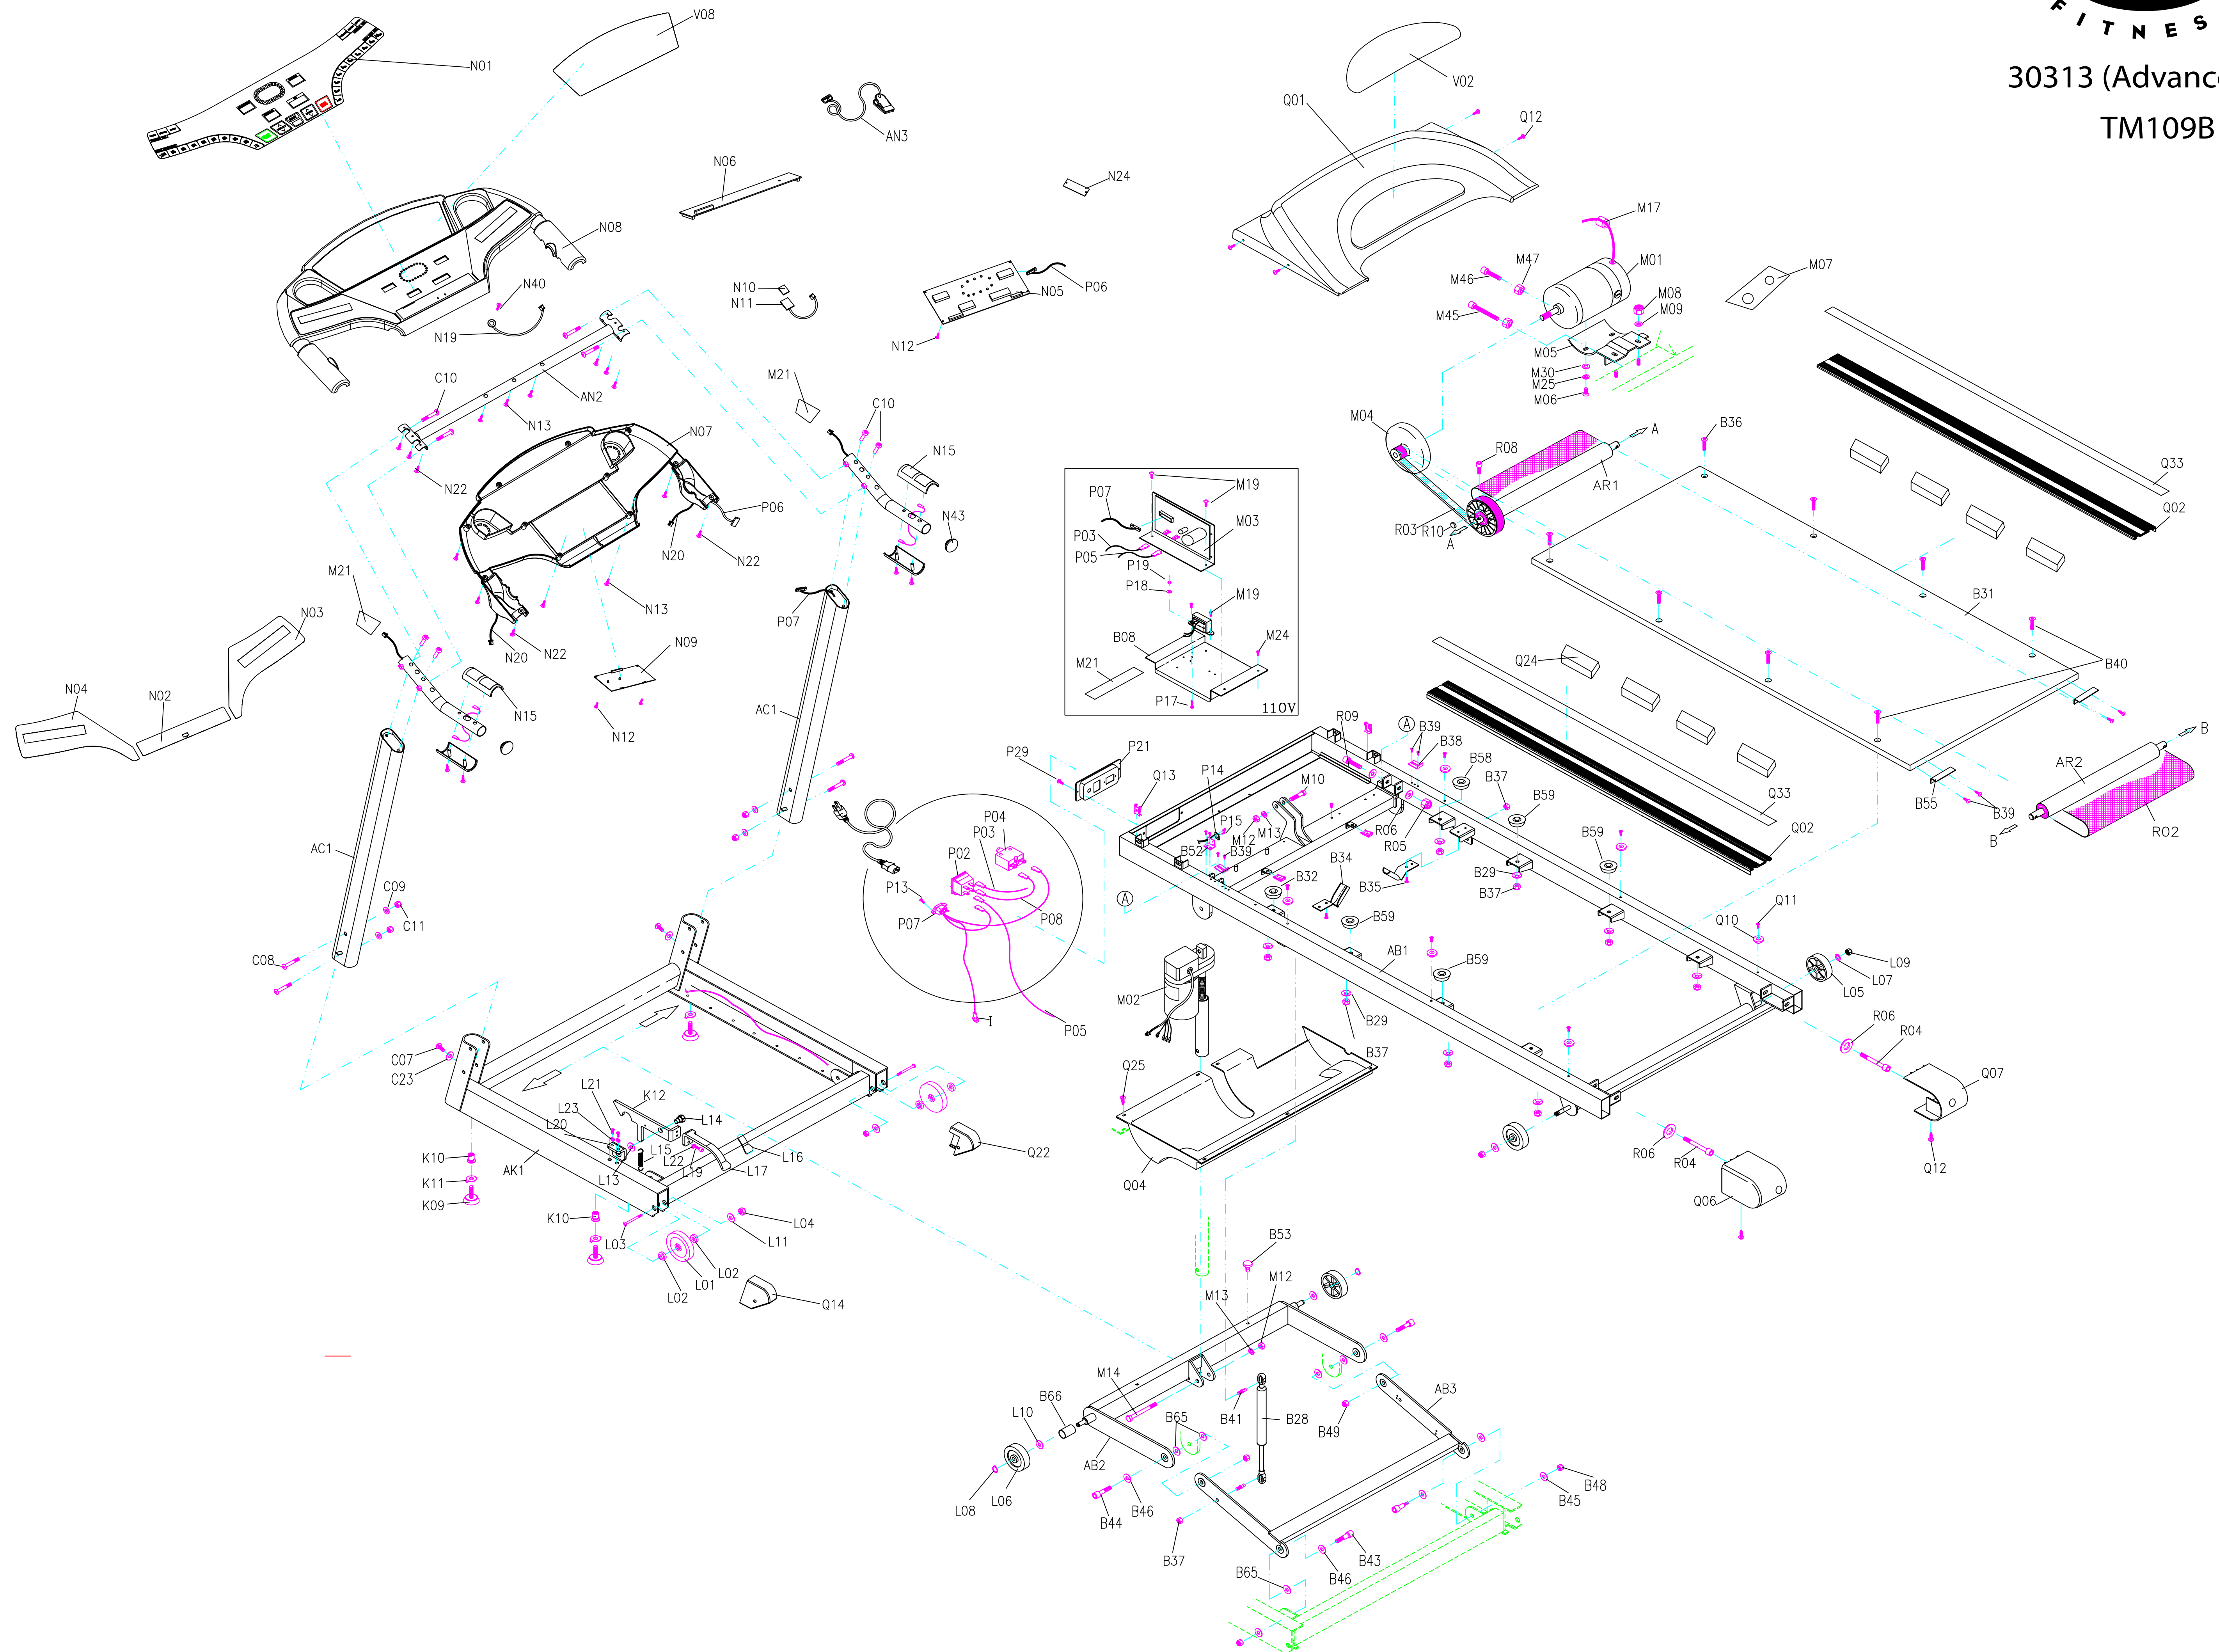 FITNES
30313 (Advance
TM109B
V08
N01
AN3
N06
N24
N08
N40
N10
N11
N05
P06
N19
N12
C10
AN2
M21
C10
N13
N07
N15
N22
P06
N43
N20
N22
M21
N13
P07
N03
N20
N22
N09
N04
N02
N15
N12
AC1
AC1
C09
C11
C08
V02
Q01
Q12
M17
M47
M46
M01
M07
M08
M09
M45
M05
M30
M25
M06
M04
B36
R08
A
AR1
Q33
R03
R10
A
Q02
P07
M19
P03
M03
P05
P19
P18
M19
B08
M24
M21
P17
110V
B31
Q24
B40
R09
A
B39
B38
B58
B37
B59
B
AR2
Q33
B55
B39
Q02
B
R02
P29
P21
Q13
P14
M10
P15
M12
M13
R06
R05
B52
B39
B34
B59
B29
B37
B35
B32
A
B59
AB1
B59
Q10
Q11
L09
L07
L05
P04
P03
P02
P13
P07
P08
I
P05
M02
B29
B37
R06
R04
Q07
Q12
R06
R04
Q06
Q25
Q04
C07
C23
L21
K12
L23
L20
L14
L15
L22
L19
L16
L17
L13
Q22
K10
K11
K09
AK1
K10
L03
L04
L11
L02
L01
L02
Q14
B53
M12
M13
M14
B66
L10
B65
B41
B28
B49
AB3
AB2
L08
L06
B44
B46
B37
B48
B45
B43
B46
B65